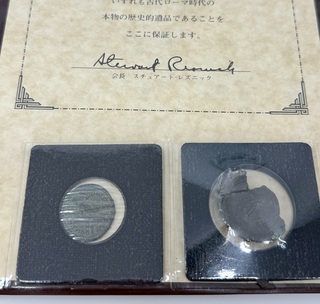 いずれも古代ローマ時代の
本物の歴史的遺品であることを
ここに保証します。
Stewart Resnick
会長 スチュアート・レズニック